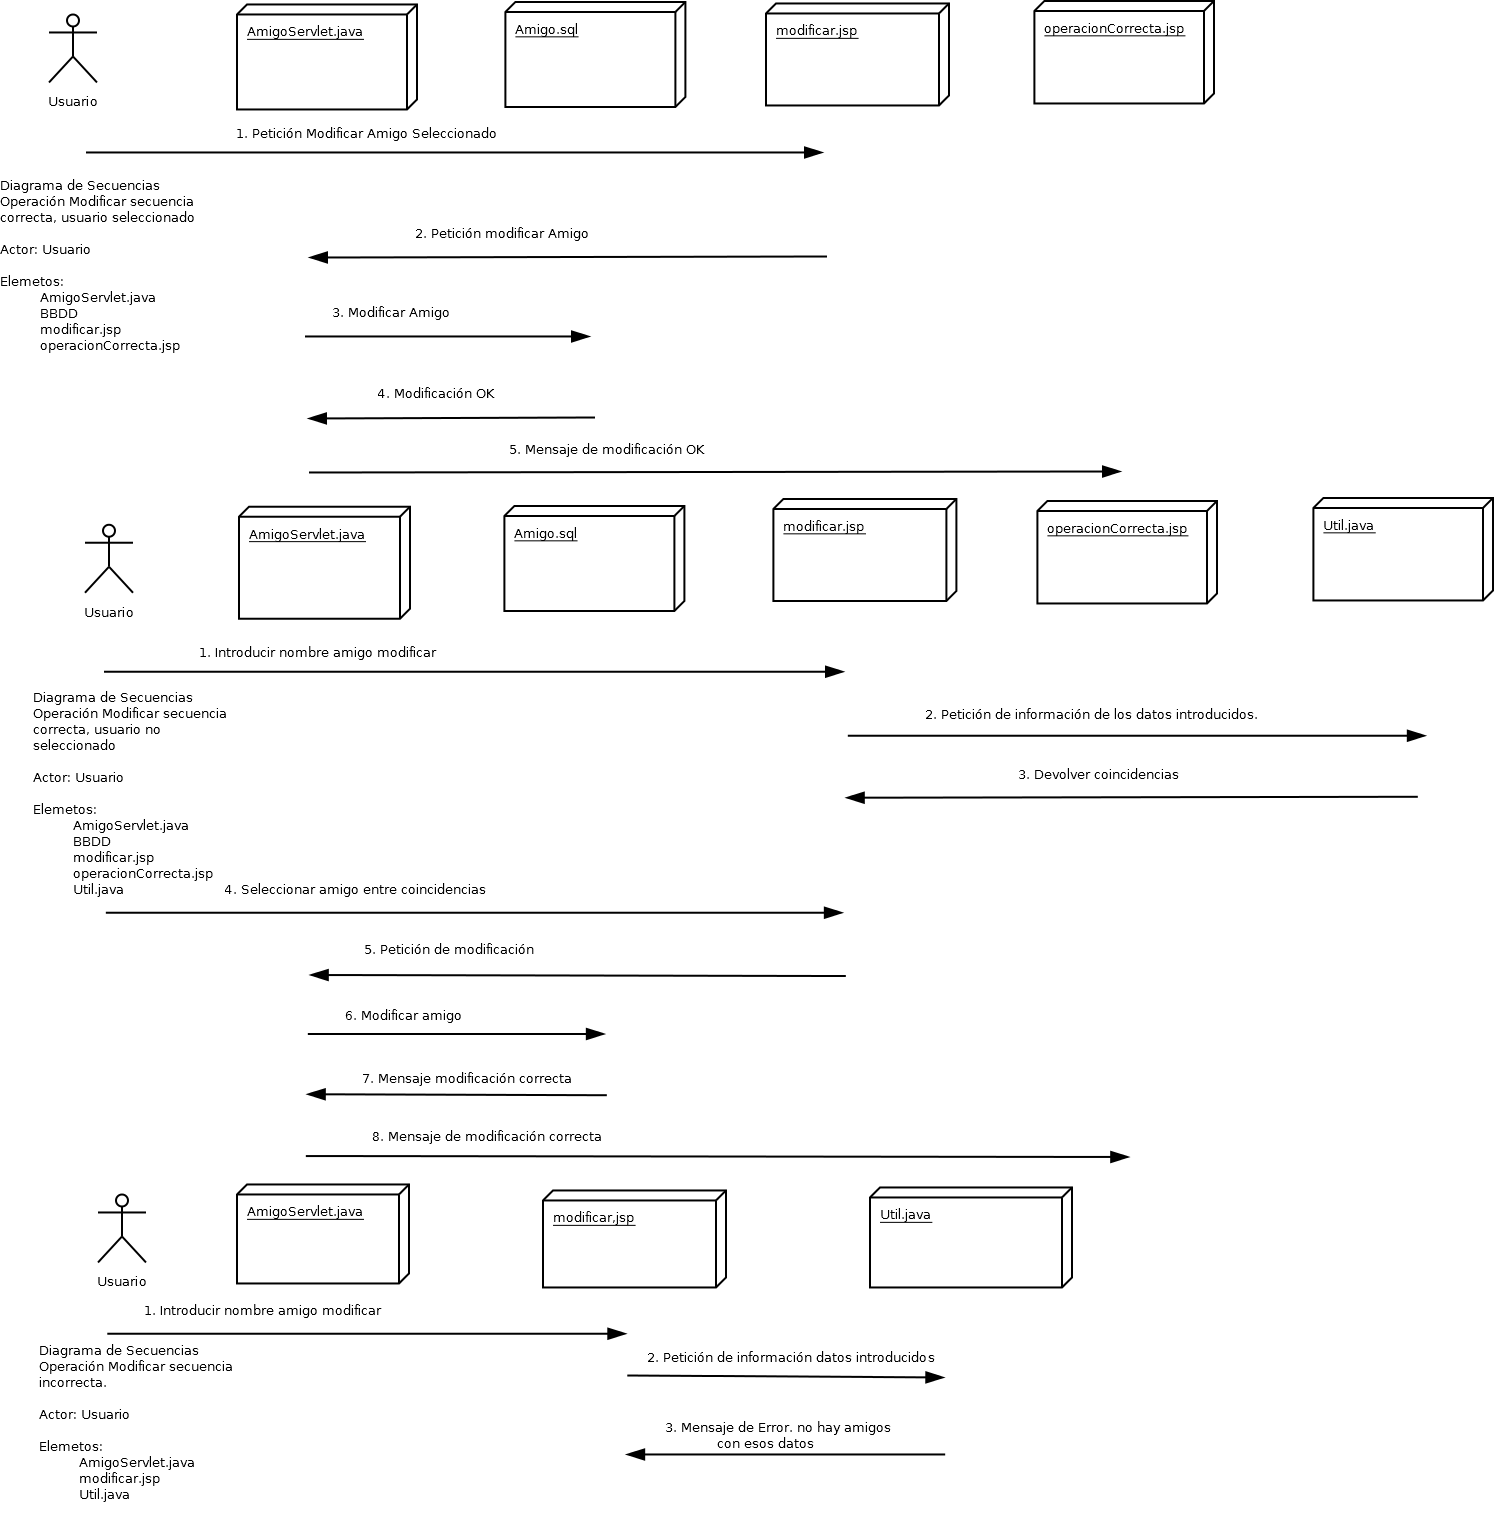 AmigoServlet.java
Amigo.sql
modificar.jsp
operacionCorrecta.jsp
Usuario
1. Petición Modificar Amigo Seleccionado
Diagrama de Secuencias
Operación Modificar secuencia
correcta, usuario seleccionado
2. Petición modificar Amigo
Actor: Usuario
Elemetos:
AmigoServlet.java
BBDD
modificar.jsp
operacionCorrecta.jsp
3. Modificar Amigo
4. Modificación OK
5. Mensaje de modificación OK
AmigoServlet.java
Amigo.sql
modificar.jsp
operacionCorrecta.jsp
Util.java
Usuario
1. Introducir nombre amigo modificar
Diagrama de Secuencias
Operación Modificar secuencia
correcta, usuario no
seleccionado
2. Petición de información de los datos introducidos.
3. Devolver coincidencias
Actor: Usuario
Elemetos:
AmigoServlet.java
BBDD
modificar.jsp
operacionCorrecta.jsp
Util.java
4. Seleccionar amigo entre coincidencias
5. Petición de modificación
6. Modificar amigo
7. Mensaje modificación correcta
8. Mensaje de modificación correcta
AmigoServlet.java
modificar,jsp
Util.java
Usuario
1. Introducir nombre amigo modificar
Diagrama de Secuencias
Operación Modificar secuencia
incorrecta.
2. Petición de información datos introducidos
Actor: Usuario
3. Mensaje de Error. no hay amigos
con esos datos
Elemetos:
AmigoServlet.java
modificar.jsp
Util.java